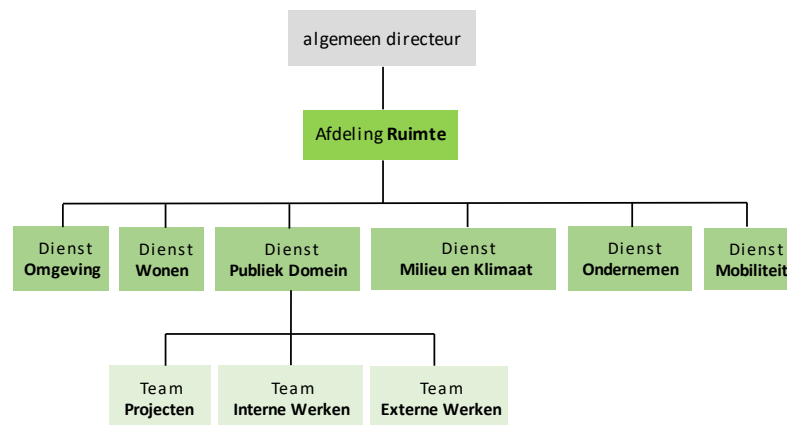 algemeen directeur
Afdeling Ruimte
Dienst
Omgeving
Dienst
Wonen
Dienst
Publiek Domein
Dienst
Milieu en Klimaat
Dienst
Ondernemen
Dienst
Mobiliteit
Team
Projecten
Team
Interne Werken
Team
Externe Werken